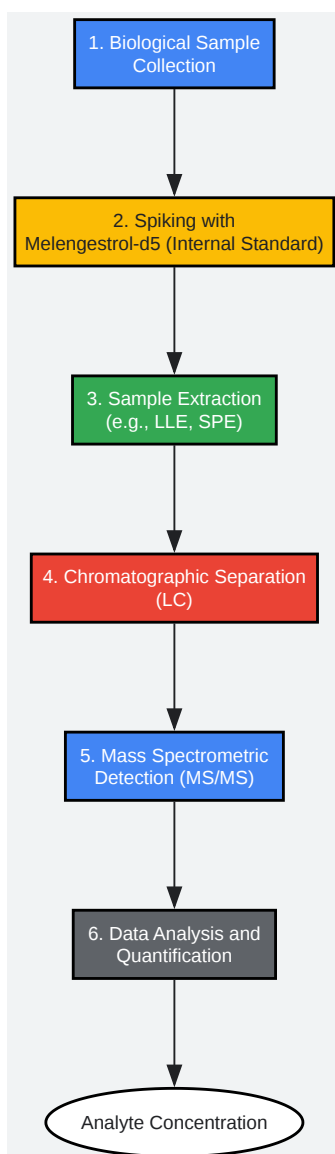 1. Biological Sample
Collection
2. Spiking with
Melengestrol-d5 (Internal Standard)
3. Sample Extraction
(e.g., LLE, SPE)
4. Chromatographic Separation
(LC)
5. Mass Spectrometric
Detection (MS/MS)
6. Data Analysis and
Quantification
Analyte Concentration